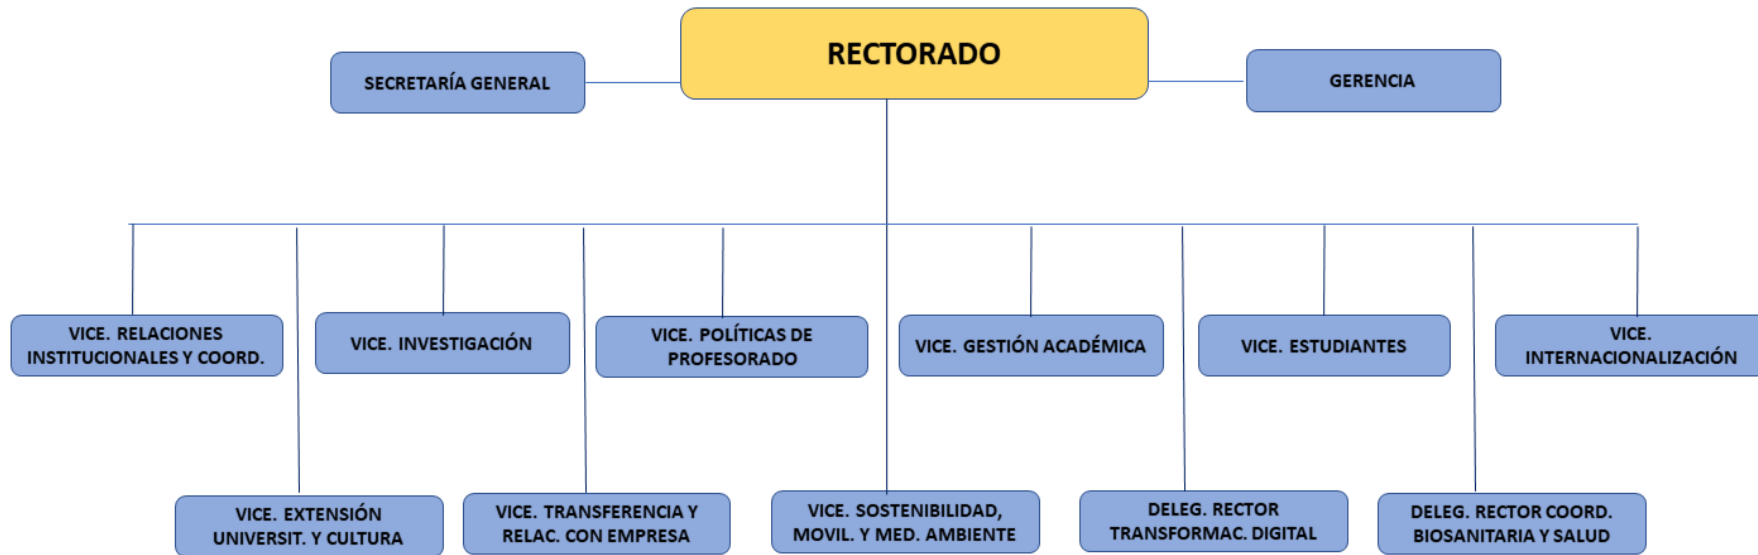 RECTORADO
SECRETARÍA GENERAL
GERENCIA
VICE. RELACIONES
INSTITUCIONALES Y COORD.
VICE. INVESTIGACIÓN
VICE. POLÍTICAS DE
PROFESORADO
VICE. GESTIÓN ACADÉMICA
VICE. ESTUDIANTES
VICE.
INTERNACIONALIZACIÓN
VICE. EXTENSIÓN
UNIVERSIT. Y CULTURA
VICE. TRANSFERENCIA Y
RELAC. CON EMPRESA
VICE. SOSTENIBILIDAD,
MOVIL. Y MED. AMBIENTE
DELEG. RECTOR
TRANSFORMAC. DIGITAL
DELEG. RECTOR COORD.
BIOSANITARIA Y SALUD